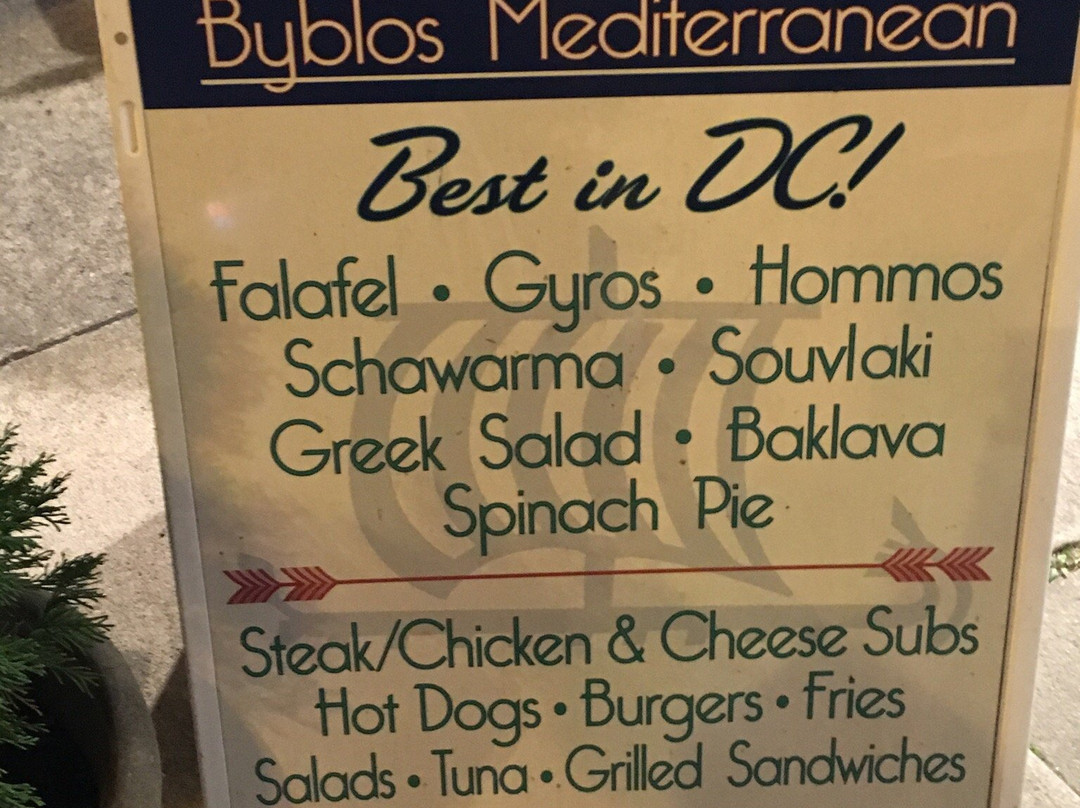 Byblos Mediterranean
Best in DC!
Falafel • Gyros • Hommos
Schawarma • Souvlaki
Greek Salad • Baklava
Spinach Pie
Steak/Chicken & Cheese Subs
Hot Dogs • Burgers • Fries
Salads • Tuna • Grilled Sandwiches